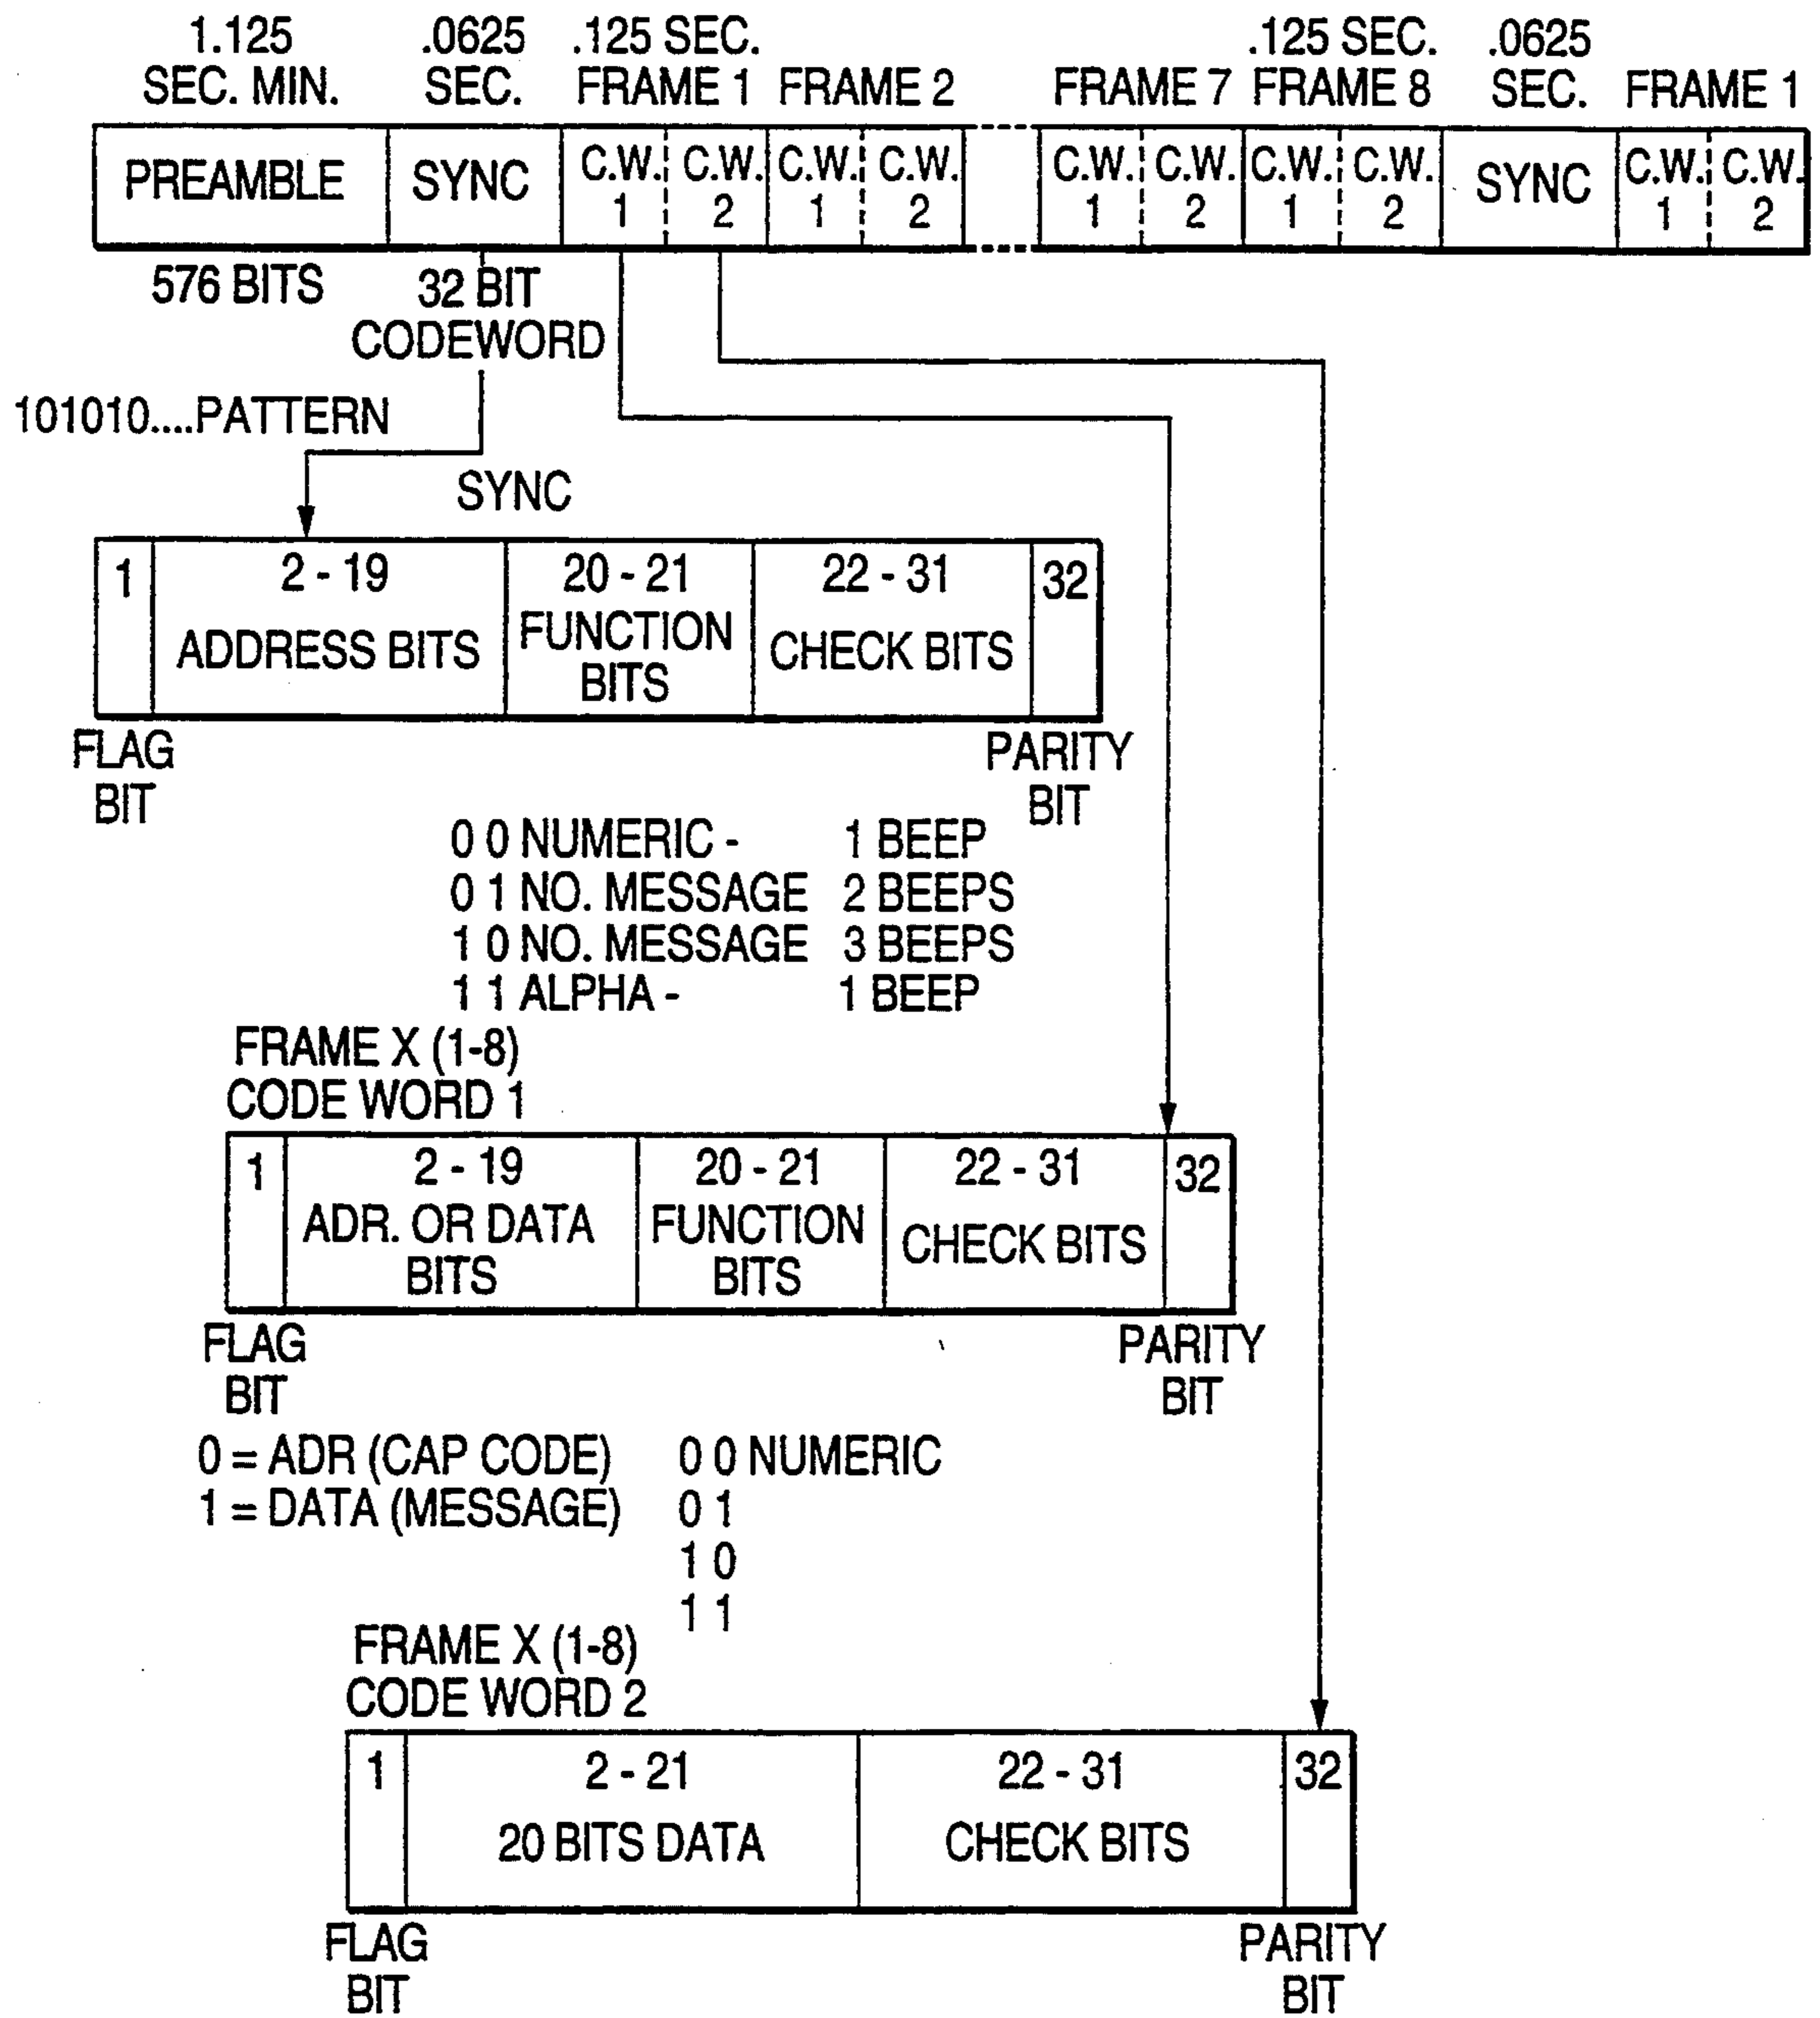 1.125 .0625 .125 SEC. .125 SEC. .0625
SEC. MIN. SEC. FRAME 1 FRAME 2 FRAME 7 FRAME 8 SEC. FRAME 1
PREAMBLE SYNC C.W. 1 C.W. 2 C.W. 1 C.W. 2 C.W. 1 C.W. 2 C.W. 1 C.W. 2 SYNC C.W. 1 C.W. 2
576 BITS 32 BIT
CODEWORD
101010....PATTERN
SYNC
1 2 - 19 20 - 21 22 - 31 32
ADDRESS BITS FUNCTION BITS CHECK BITS
FLAG PARITY
BIT BIT
0 0 NUMERIC - 1 BEEP
0 1 NO. MESSAGE 2 BEEPS
1 0 NO. MESSAGE 3 BEEPS
1 1 ALPHA - 1 BEEP
FRAME X (1-8)
CODE WORD 1
1 2 - 19 20 - 21 22 - 31 32
ADR. OR DATA BITS FUNCTION BITS CHECK BITS
FLAG PARITY
BIT BIT
0 = ADR (CAP CODE) 0 0 NUMERIC
1 = DATA (MESSAGE) 0 1
1 0
1 1
FRAME X (1-8)
CODE WORD 2
1 2 - 21 22 - 31 32
20 BITS DATA CHECK BITS
FLAG PARITY
BIT BIT